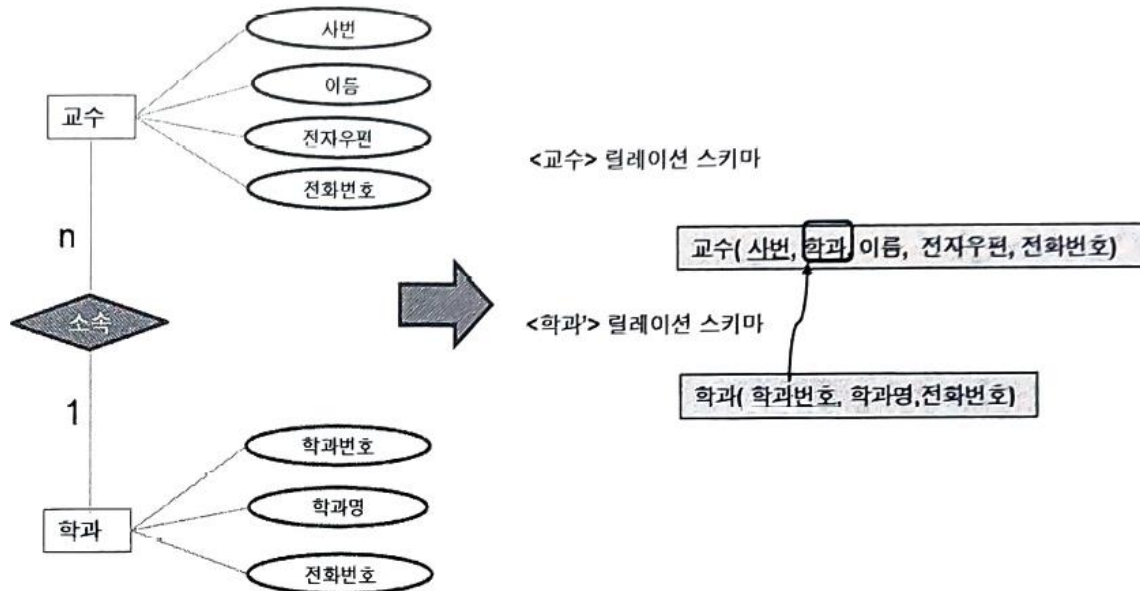 사번
이름
교수
전자우편
전화번호
n
소속
1
학과번호
학과명
학과
전화번호
<교수> 릴레이션 스키마
교수( 사번, 학과, 이름, 전자우편, 전화번호)
<학과'> 릴레이션 스키마
학과( 학과번호, 학과명,전화번호)